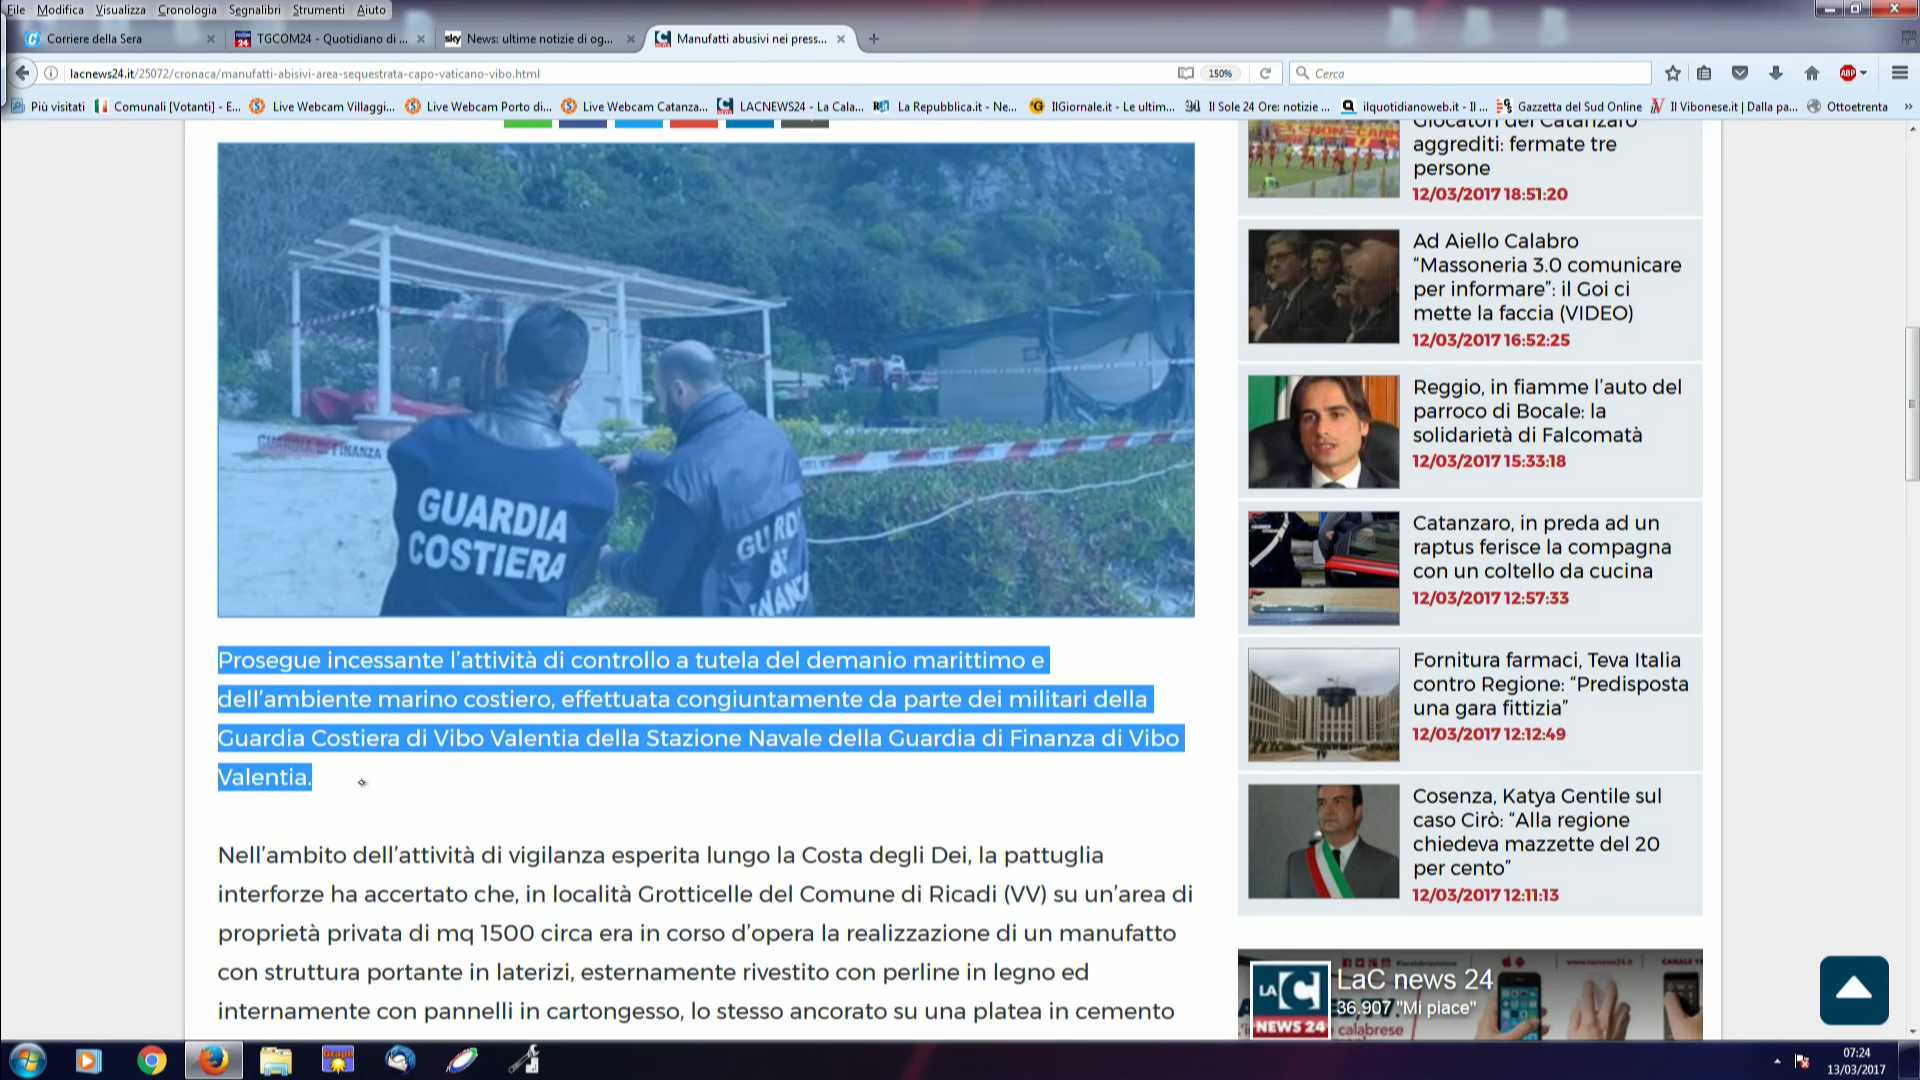 File Modifica Visualizza Cronologia Segnalibri Strumenti Aiuto
Corriere della Sera
TGCOM24 - Quotidiano di ...
News: ultime notizie di og...
Manufatti abusivi nei press...
lacnews24.it/25072/cronaca/manufatti-abisivi-area-sequestrata-capo-vaticano-vibo.html
150%
Cerca
ABP
Più visitati
Comunali [Votanti] - E...
Live Webcam Villaggi...
Live Webcam Porto di...
Live Webcam Catanza...
LACNEWS24 - La Cala...
La Repubblica.it - Ne...
IlGiornale.it - Le ultim...
Il Sole 24 Ore: notizie ...
ilquotidianoweb.it - Il ...
Gazzetta del Sud Online
Il Vibonese.it | Dalla pa...
Ottoetrenta
GUARDIA DI FINANZA
GUARDIA
COSTIERA
Prosegue incessante l’attività di controllo a tutela del demanio marittimo e
dell’ambiente marino costiero, effettuata congiuntamente da parte dei militari della
Guardia Costiera di Vibo Valentia della Stazione Navale della Guardia di Finanza di Vibo
Valentia.
Nell’ambito dell’attività di vigilanza esperita lungo la Costa degli Dei, la pattuglia
interforze ha accertato che, in località Grotticelle del Comune di Ricadi (VV) su un’area di
proprietà privata di mq 1500 circa era in corso d’opera la realizzazione di un manufatto
con struttura portante in laterizi, esternamente rivestito con perline in legno ed
internamente con pannelli in cartongesso, lo stesso ancorato su una platea in cemento
Giocatori del Catanzaro
aggrediti: fermate tre
persone
12/03/2017 18:51:20
Ad Aiello Calabro
“Massoneria 3.0 comunicare
per informare”: il Goi ci
mette la faccia (VIDEO)
12/03/2017 16:52:25
Reggio, in fiamme l’auto del
parroco di Bocale: la
solidarietà di Falcomatà
12/03/2017 15:33:18
Catanzaro, in preda ad un
raptus ferisce la compagna
con un coltello da cucina
12/03/2017 12:57:33
Fornitura farmaci, Teva Italia
contro Regione: “Predisposta
una gara fittizia”
12/03/2017 12:12:49
Cosenza, Katya Gentile sul
caso Cirò: “Alla regione
chiedeva mazzette del 20
per cento”
12/03/2017 12:11:13
LAC
NEWS 24
LaC news 24
36.907 "Mi piace"
calabrese
07:24
13/03/2017